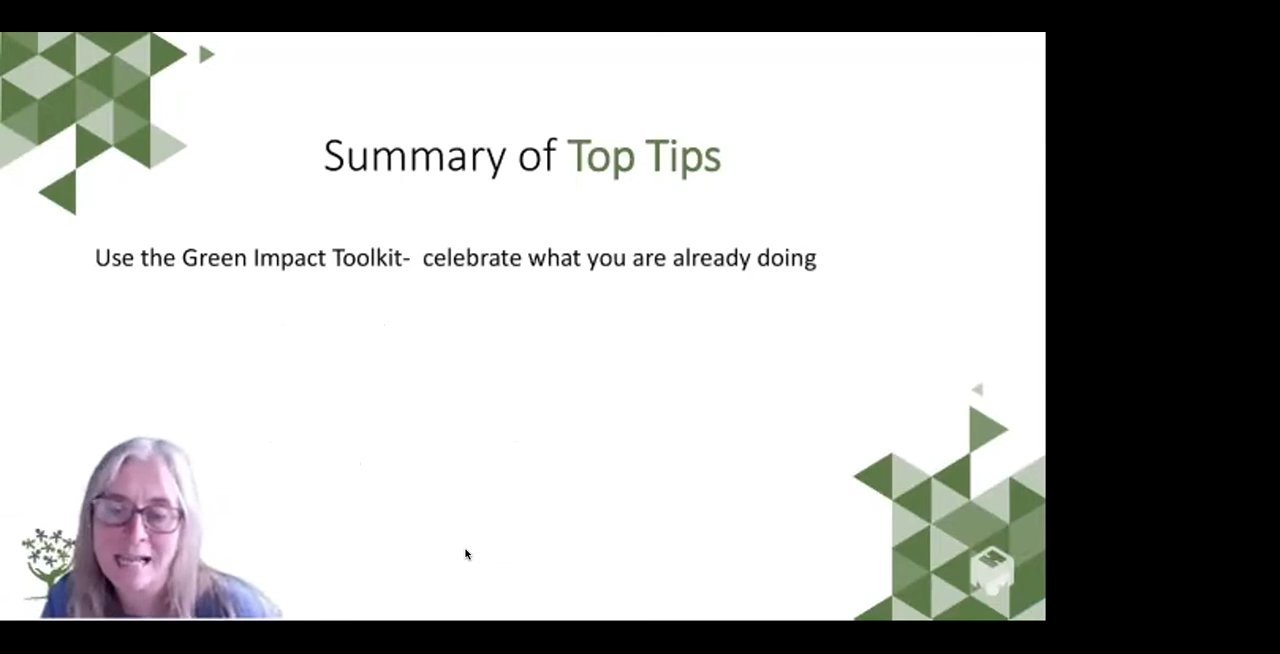 Summary of Top Tips
Use the Green Impact Toolkit-  celebrate what you are already doing